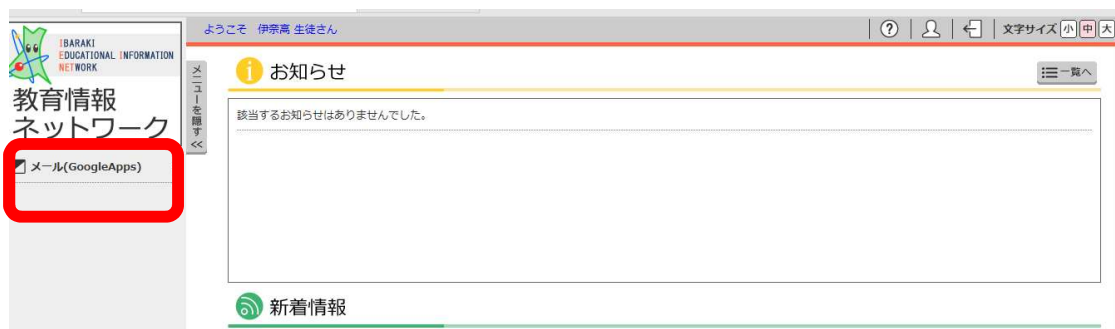 IBARAKI
EDUCATIONAL INFORMATION
NETWORK
教育情報
ネットワーク
メール(GoogleApps)
メニューを隠す <<
ようこそ 伊奈高 生徒さん
? 文字サイズ 小 中 大
i お知らせ
一覧へ
該当するお知らせはありませんでした。
新着情報